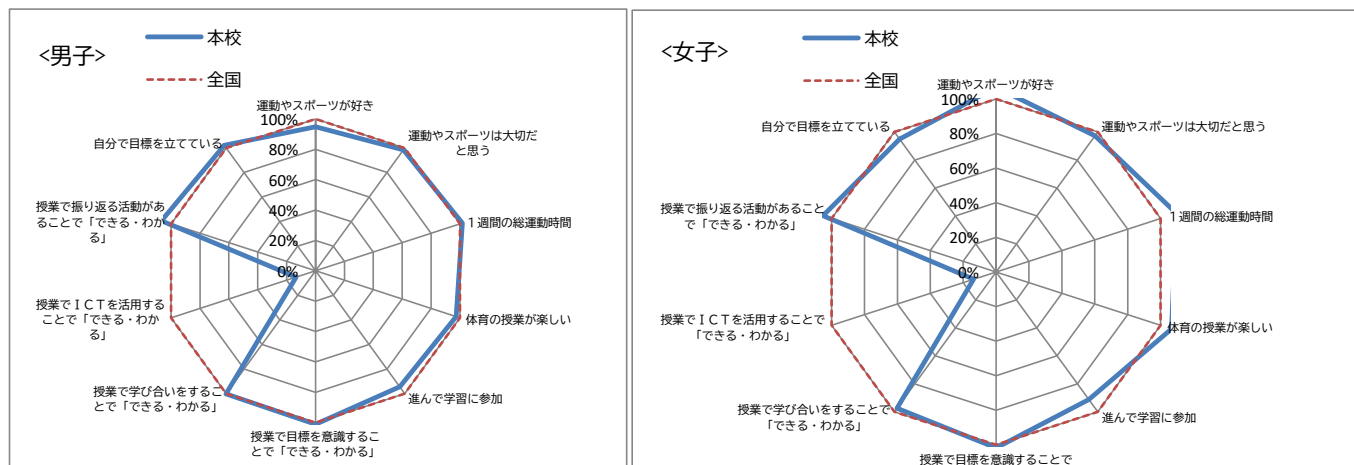 <男子>
本校
全国
運動やスポーツが好き
運動やスポーツは大切だ
と思う
１週間の総運動時間
体育の授業が楽しい
進んで学習に参加
授業で目標を意識するこ
とで「できる・わかる」
授業で学び合いをするこ
とで「できる・わかる」
授業でＩＣＴを活用する
ことで「できる・わか
る」
授業で振り返る活動があ
ることで「できる・わか
る」
自分で目標を立てている
100%
80%
60%
40%
20%
0%
<女子>
本校
全国
運動やスポーツが好き
運動やスポーツは大切だと思う
１週間の総運動時間
体育の授業が楽しい
進んで学習に参加
授業で目標を意識することで
授業で学び合いをすることで
「できる・わかる」
授業でＩＣＴを活用することで
「できる・わかる」
授業で振り返る活動があること
で「できる・わかる」
自分で目標を立てている
100%
80%
60%
40%
20%
0%